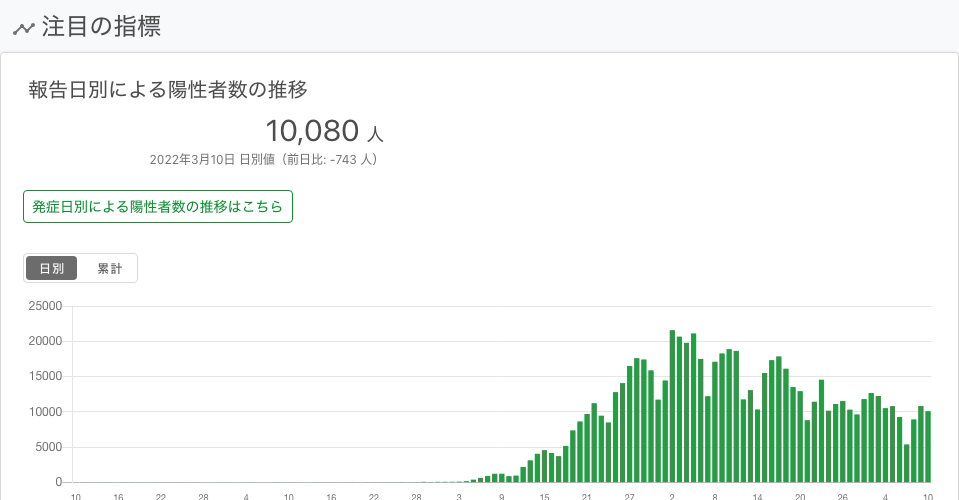 注目の指標
報告日別による陽性者数の推移
10,080 人
2022年3月10日 日別値（前日比: -743 人）
発症日別による陽性者数の推移はこちら
日別 累計
25000
20000
15000
10000
5000
0
10 16 22 28 4 10 16 22 28 3 9 15 21 27 2 8 14 20 26 4 10